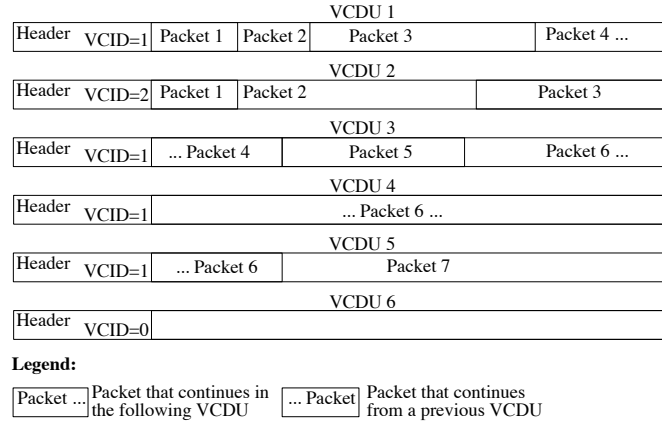 VCDU 1
Header VCID=1 Packet 1 Packet 2 Packet 3 Packet 4 ...
VCDU 2
Header VCID=2 Packet 1 Packet 2 Packet 3
VCDU 3
Header VCID=1 ... Packet 4 Packet 5 Packet 6 ...
VCDU 4
Header VCID=1 ... Packet 6 ...
VCDU 5
Header VCID=1 ... Packet 6 Packet 7
VCDU 6
Header VCID=0
Legend:
Packet ... Packet that continues in the following VCDU
... Packet Packet that continues from a previous VCDU